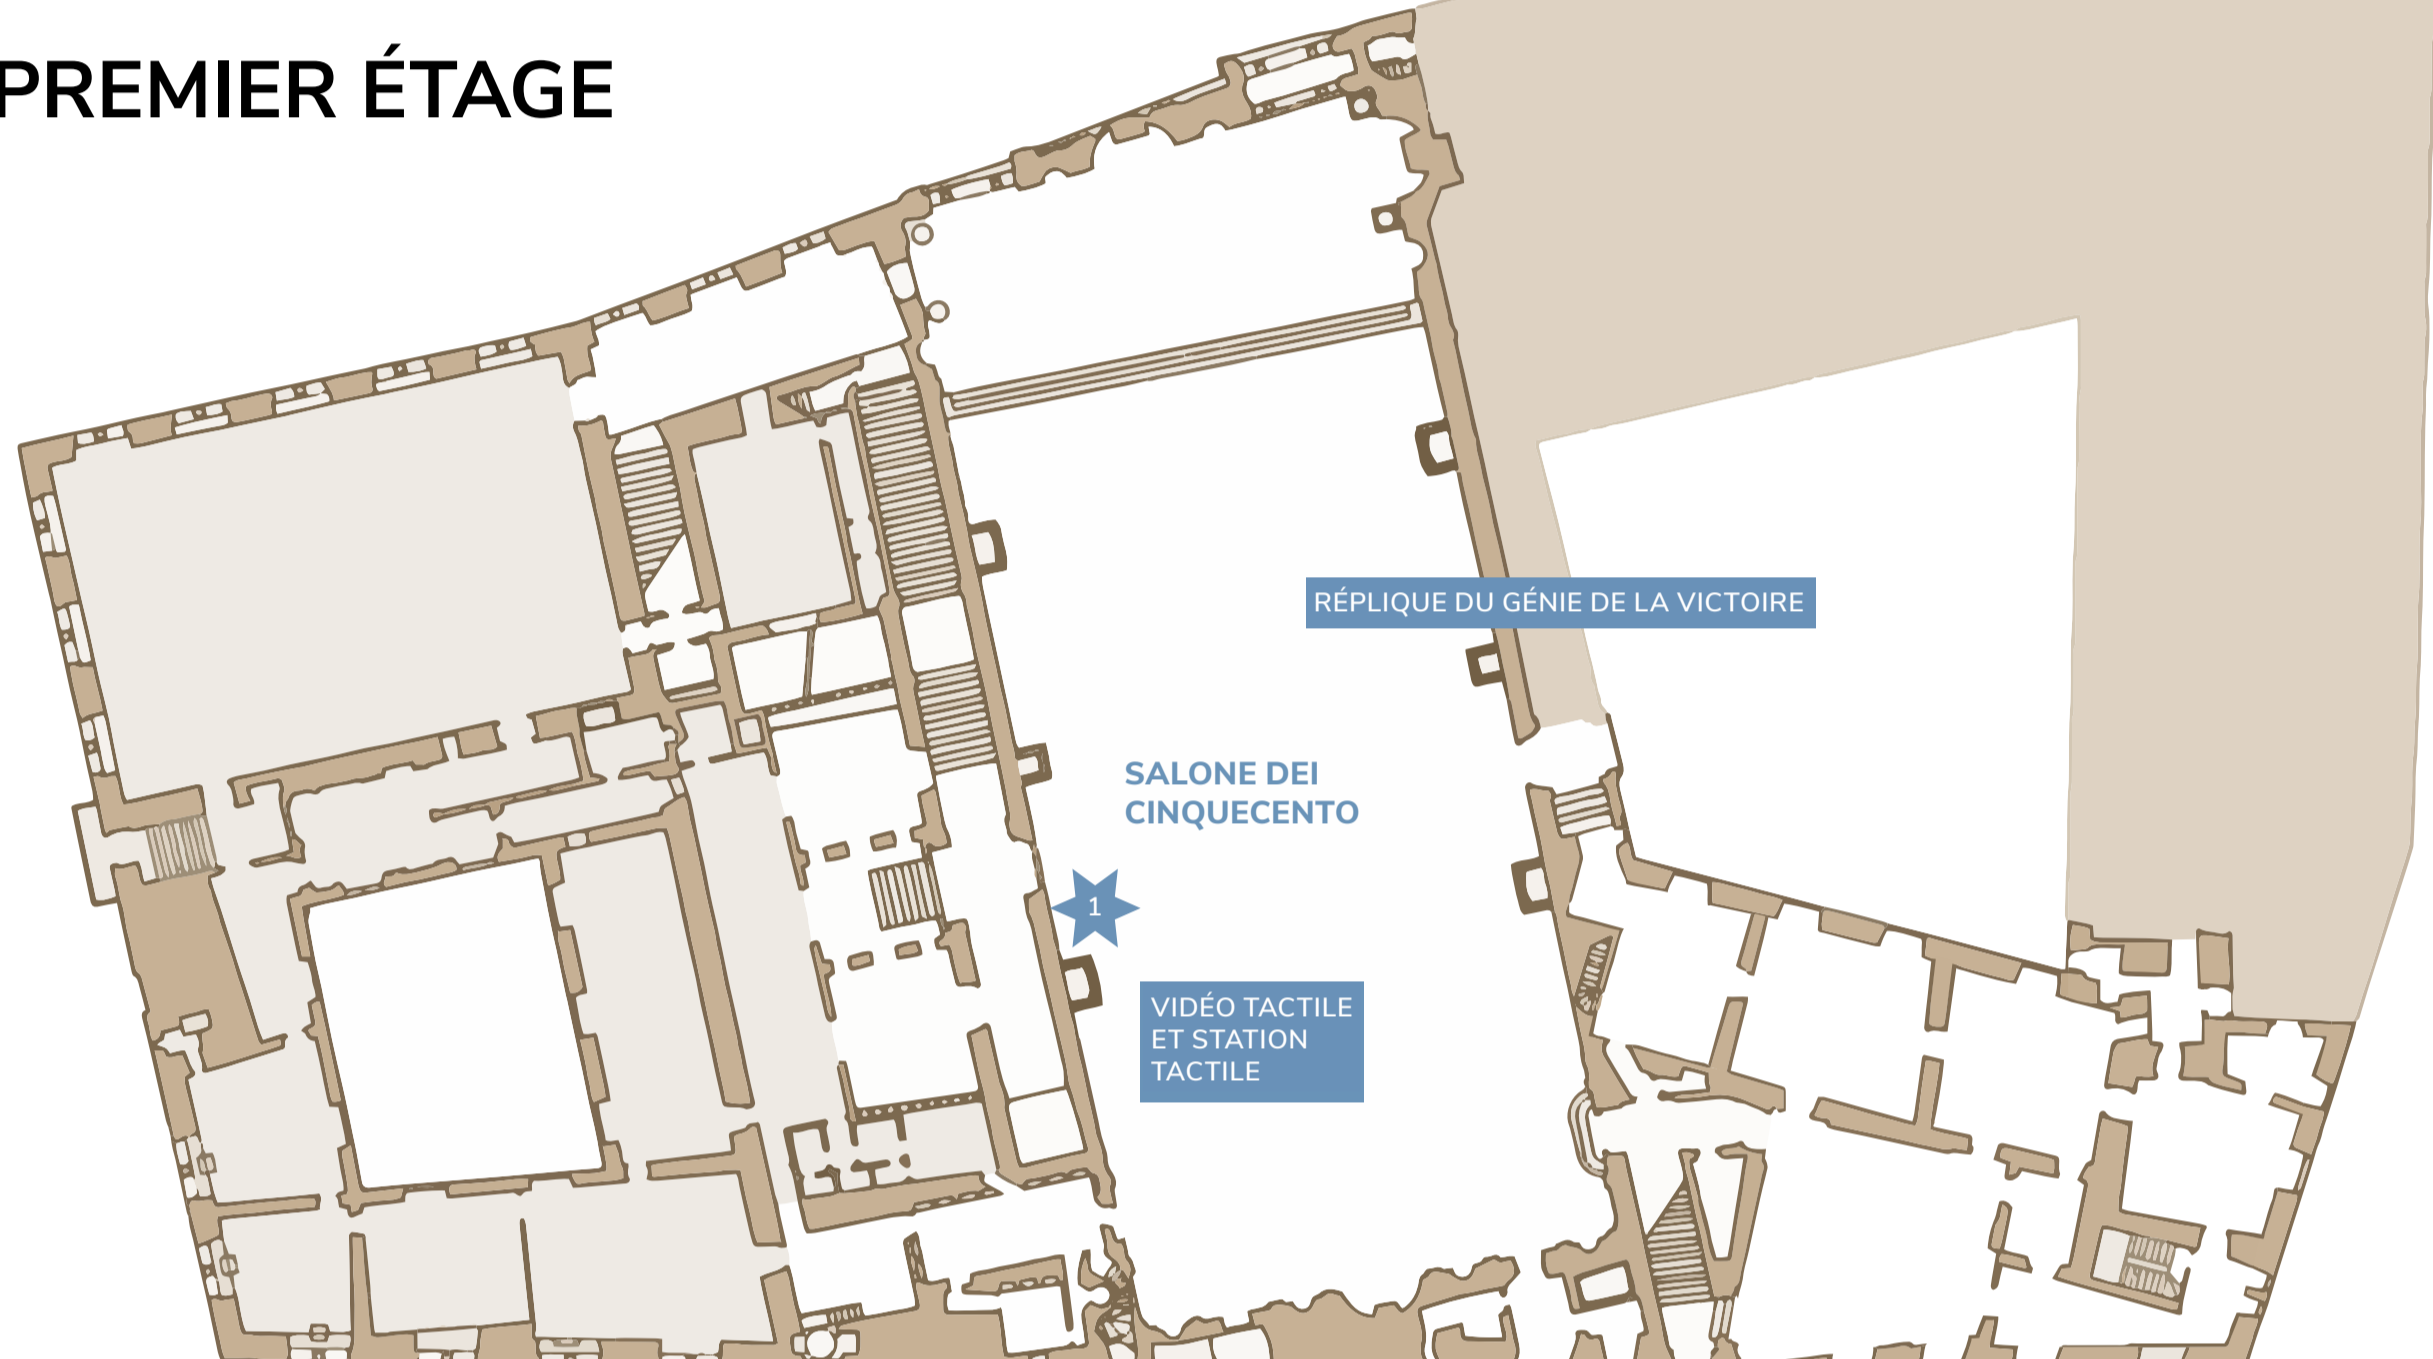 PREMIER ÉTAGE
RÉPLIQUE DU GÉNIE DE LA VICTOIRE
SALONE DEI
CINQUECENTO
1
VIDÉO TACTILE
ET STATION
TACTILE